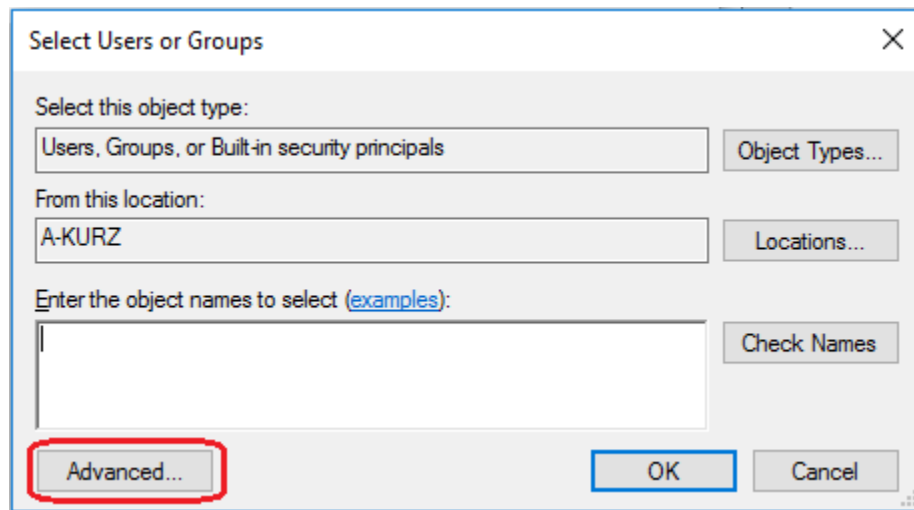 Select Users or Groups
Select this object type:
Users, Groups, or Built-in security principals
Object Types...
From this location:
A-KURZ
Locations...
Enter the object names to select (examples):
Check Names
Advanced...
OK
Cancel